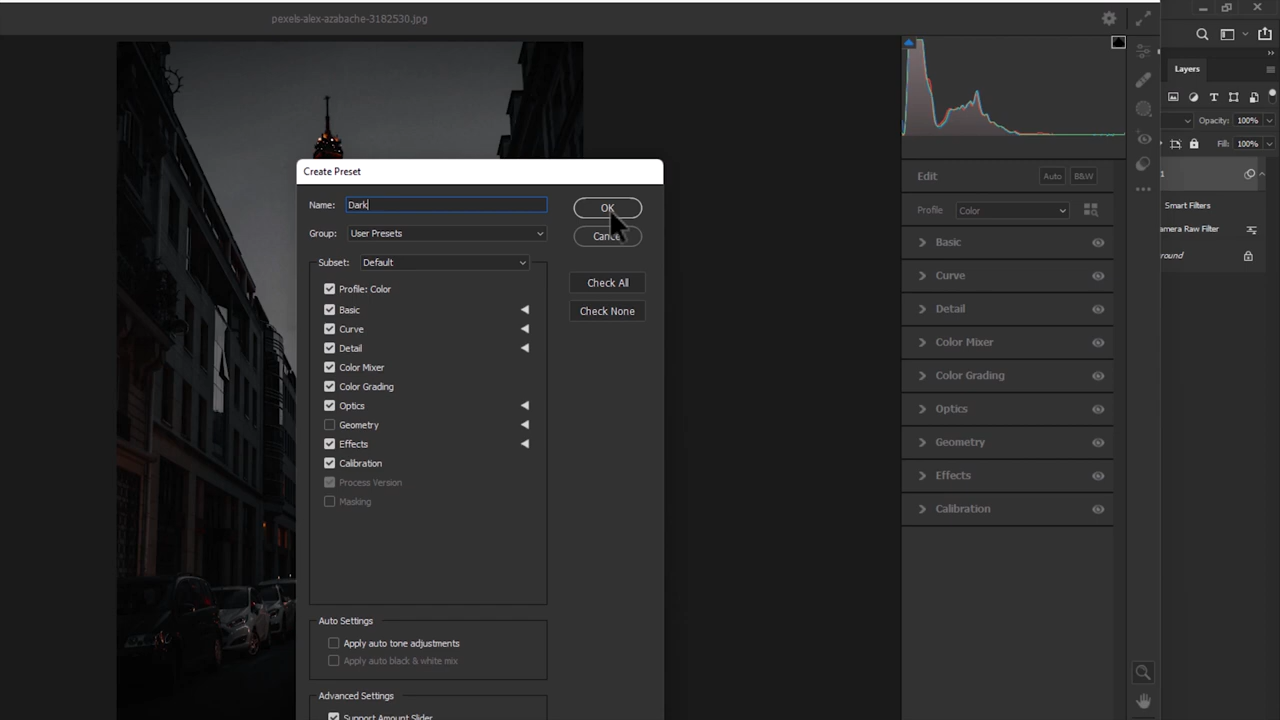 pexels-alex-azabache-3182530.jpg
Layers
Opacity: 100%
Fill: 100%
1
Smart Filters
amera Raw Filter
round
Edit
Auto
B&W
Profile
Color
Basic
Curve
Detail
Color Mixer
Color Grading
Optics
Geometry
Effects
Calibration
Create Preset
Name: Dark
OK
Group: User Presets
Cance
Subset: Default
Check All
Check None
Profile: Color
Basic
Curve
Detail
Color Mixer
Color Grading
Optics
Geometry
Effects
Calibration
Process Version
Masking
Auto Settings
Apply auto tone adjustments
Apply auto black & white mix
Advanced Settings
Support Amount Slider